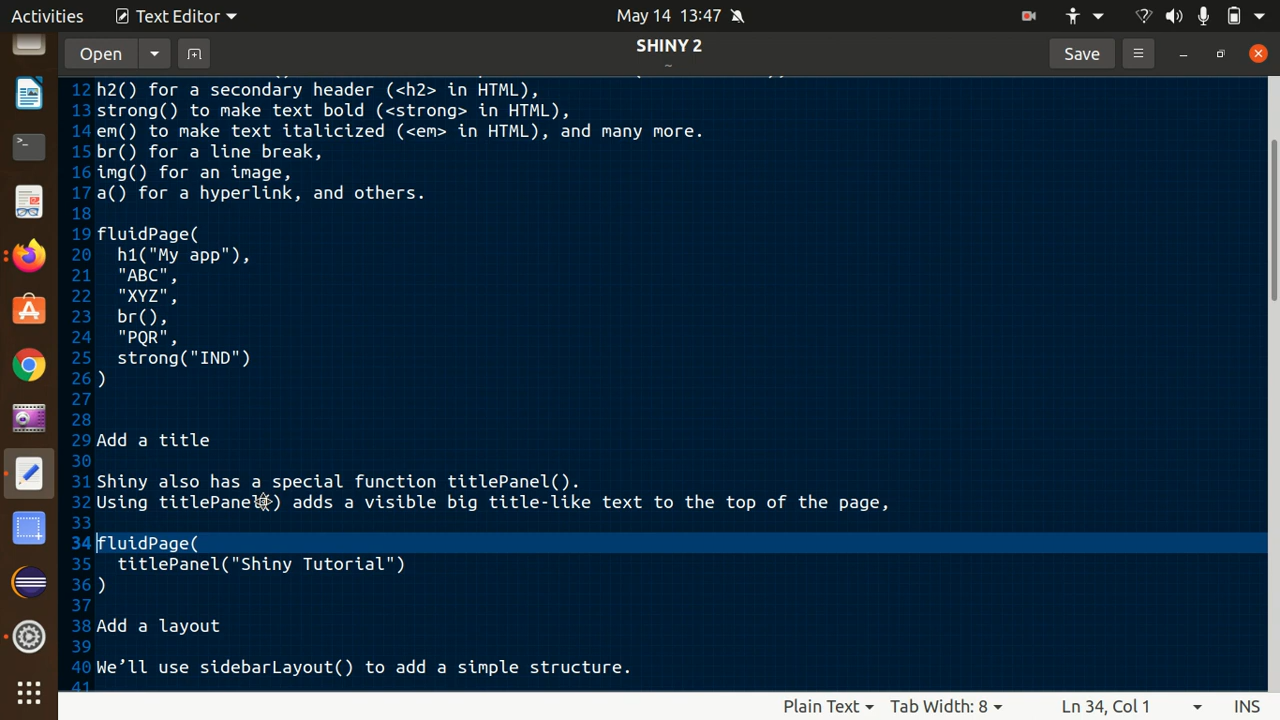 Activities
Text Editor
May 14 13:47
Open
SHINY 2
~
Save
12 h2() for a secondary header (<h2> in HTML),
13 strong() to make text bold (<strong> in HTML),
14 em() to make text italicized (<em> in HTML), and many more.
15 br() for a line break,
16 img() for an image,
17 a() for a hyperlink, and others.
18
19 fluidPage(
20 h1("My app"),
21 "ABC",
22 "XYZ",
23 br(),
24 "PQR",
25 strong("IND")
26 )
27
28
29 Add a title
30
31 Shiny also has a special function titlePanel().
32 Using titlePanel() adds a visible big title-like text to the top of the page,
33
34 fluidPage(
35 titlePanel("Shiny Tutorial")
36 )
37
38 Add a layout
39
40 We’ll use sidebarLayout() to add a simple structure.
41
Plain Text
Tab Width: 8
Ln 34, Col 1
INS